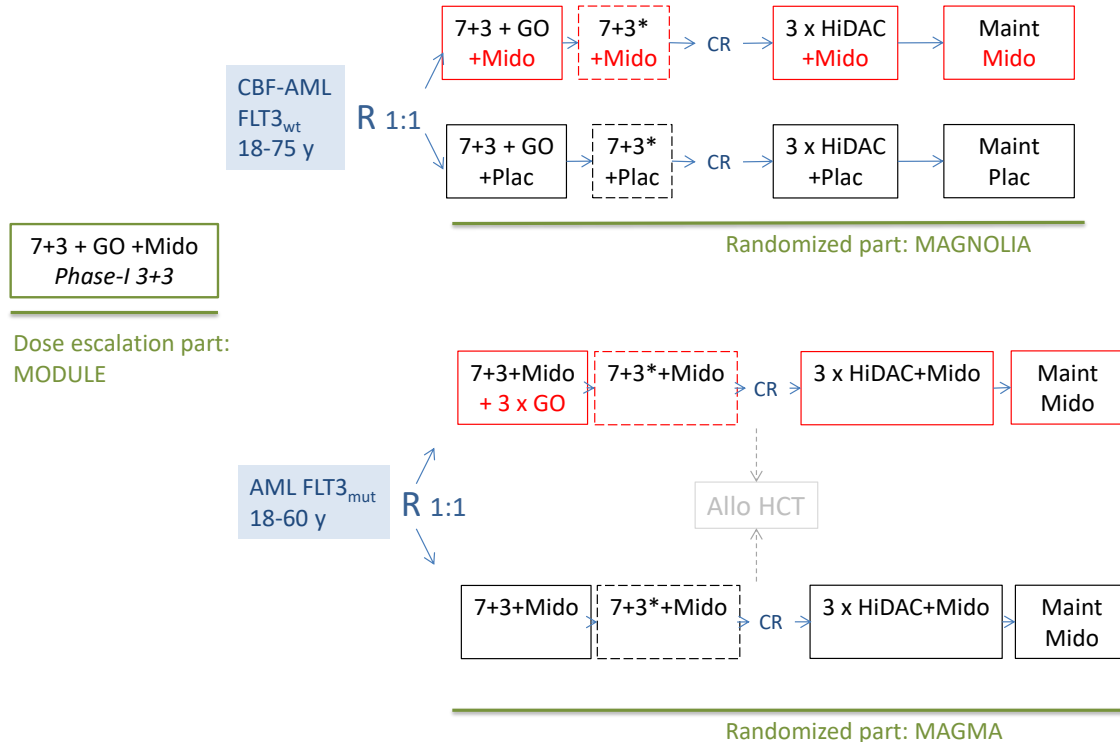 7+3 + GO
+Mido
7+3*
+Mido
CR
3 x HiDAC
+Mido
Maint
Mido
CBF-AML
FLT3wt
18-75 y
R 1:1
7+3 + GO
+Plac
7+3*
+Plac
CR
3 x HiDAC
+Plac
Maint
Plac
Randomized part: MAGNOLIA
7+3 + GO +Mido
Phase-I 3+3
Dose escalation part:
MODULE
7+3+Mido
+ 3 x GO
7+3*+Mido
CR
3 x HiDAC+Mido
Maint
Mido
AML FLT3mut
18-60 y
R 1:1
Allo HCT
7+3+Mido
7+3*+Mido
CR
3 x HiDAC+Mido
Maint
Mido
Randomized part: MAGMA